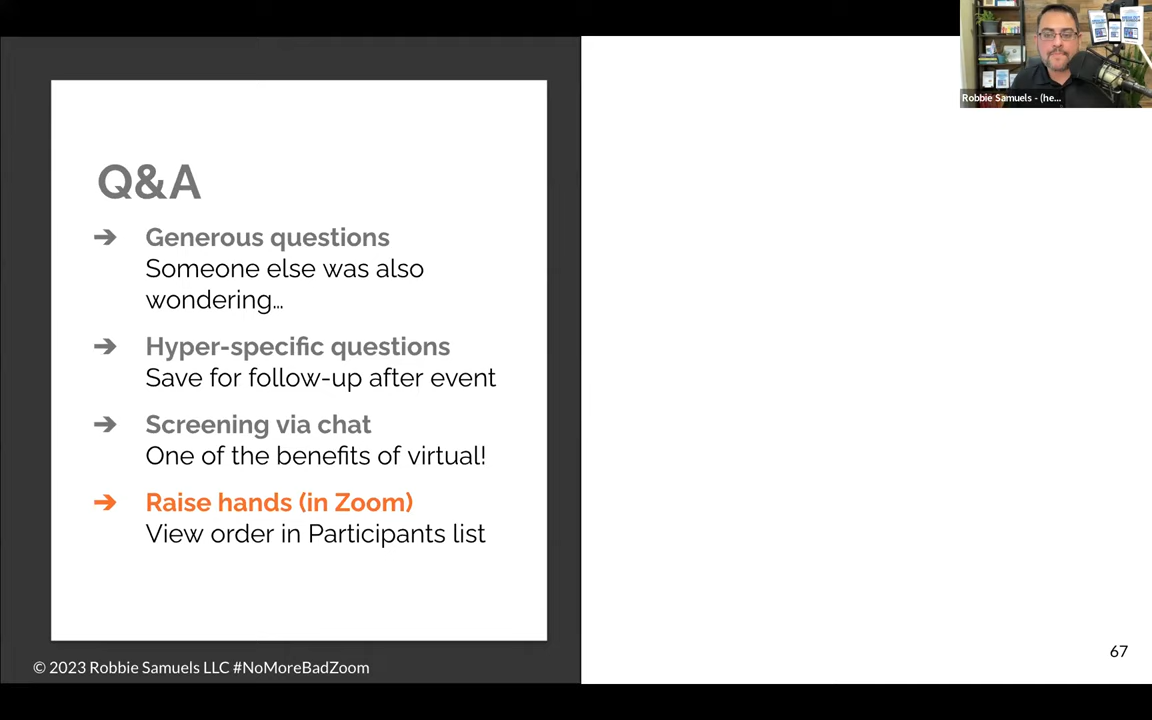 Q&A
➔ Generous questions
Someone else was also
wondering…
➔ Hyper-specific questions
Save for follow-up after event
➔ Screening via chat
One of the benefits of virtual!
➔ Raise hands (in Zoom)
View order in Participants list
© 2023 Robbie Samuels LLC #NoMoreBadZoom
67
Robbie Samuels - (he...